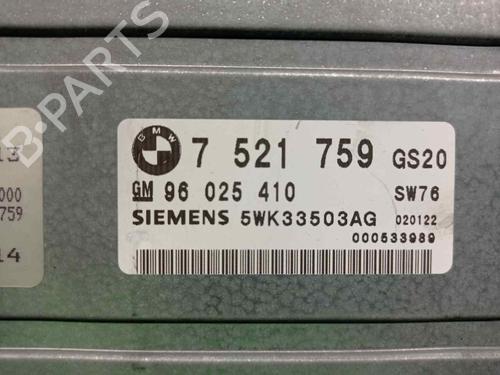 B-PARTS
13
000
759
14
BMW
7 521 759 GS20
GM 96 025 410 SW76
SIEMENS 5WK33503AG 020122
000533989